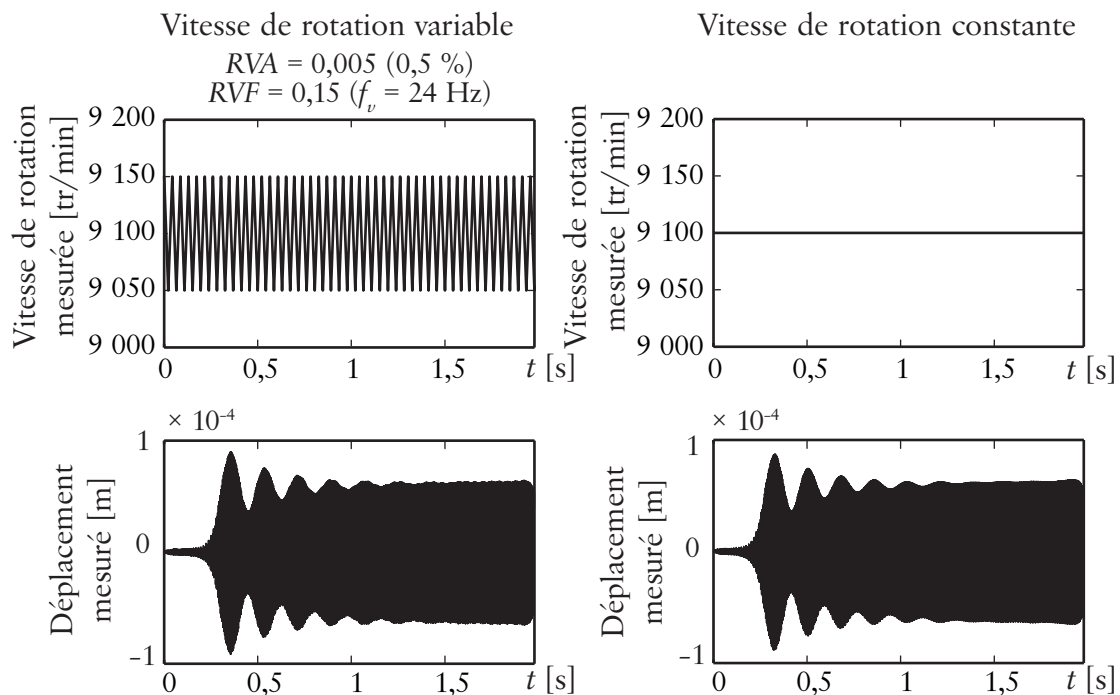 Vitesse de rotation variable
RVA = 0,005 (0,5 %)
RVF = 0,15 (fν = 24 Hz)
Vitesse de rotation
mesurée [tr/min]
9 200
9 150
9 100
9 050
9 000
0 0,5 1 1,5 t [s]
Vitesse de rotation constante
Vitesse de rotation
mesurée [tr/min]
9 200
9 150
9 100
9 050
9 000
0 0,5 1 1,5 t [s]
Déplacement
mesuré [m]
× 10-4
1
0
–1
0 0,5 1 1,5 t [s]
Déplacement
mesuré [m]
× 10-4
1
0
–1
0 0,5 1 1,5 t [s]